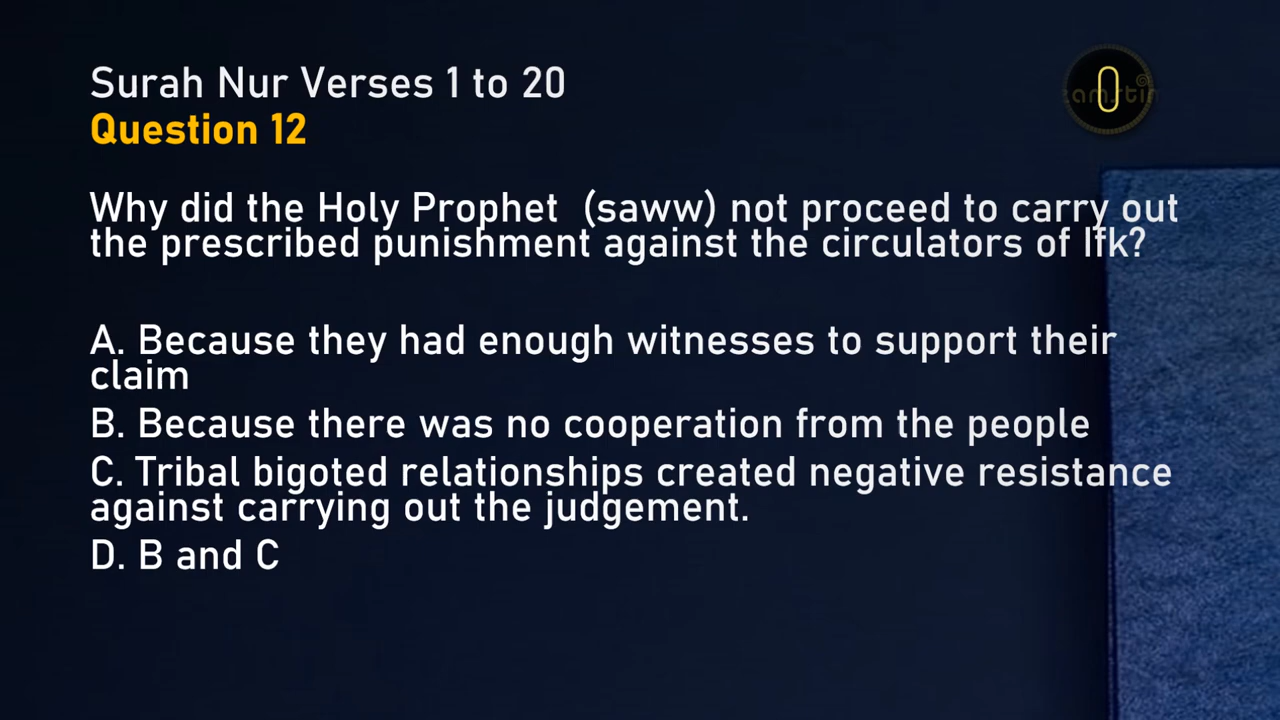 Surah Nur Verses 1 to 20
Question 12
0
Why did the Holy Prophet (saww) not proceed to carry out
the prescribed punishment against the circulators of Ifk?
A. Because they had enough witnesses to support their
claim
B. Because there was no cooperation from the people
C. Tribal bigoted relationships created negative resistance
against carrying out the judgement.
D. B and C